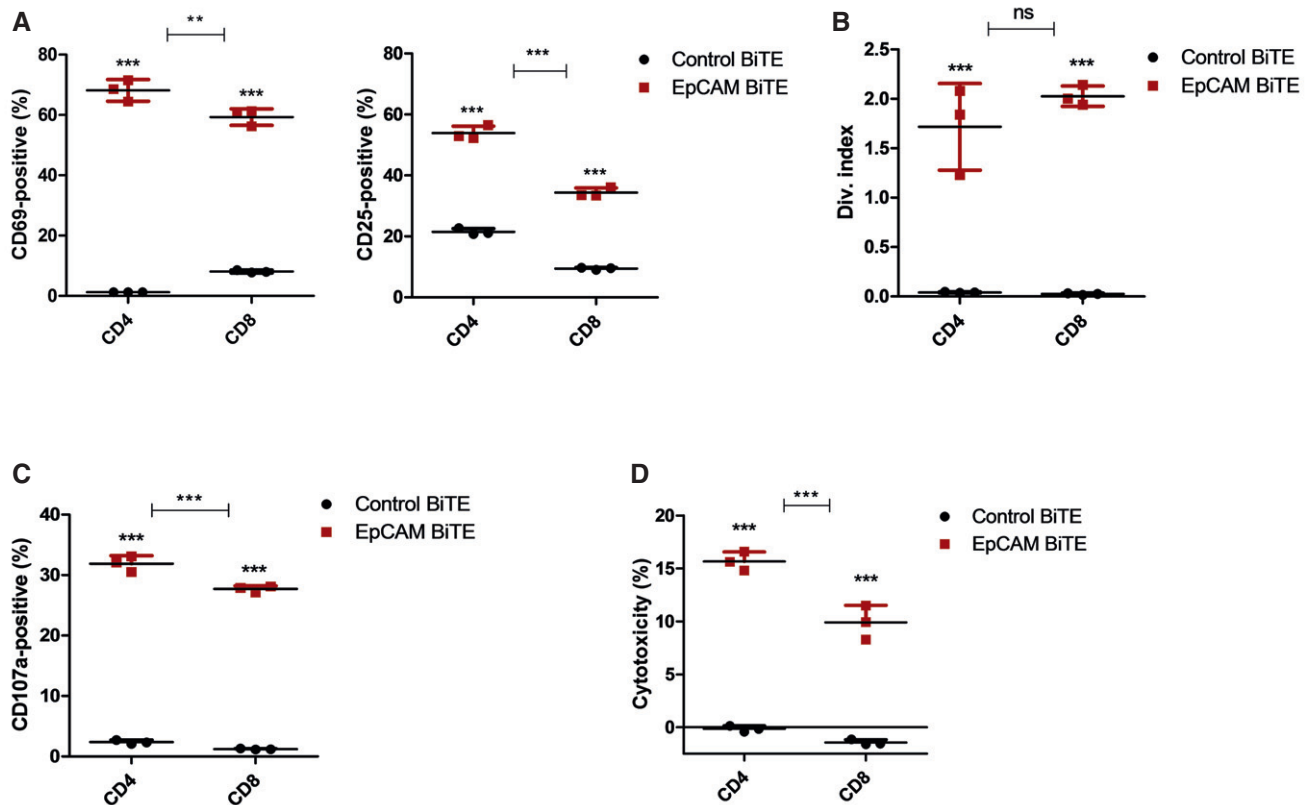 A
**
CD69-positive (%)
80
60
40
20
0
***
***
CD4
CD8
***
CD25-positive (%)
80
60
40
20
0
***
***
CD4
CD8
Control BiTE
EpCAM BiTE
B
ns
Div. index
2.5
2.0
1.5
1.0
0.5
0.0
***
***
CD4
CD8
Control BiTE
EpCAM BiTE
C
***
CD107a-positive (%)
40
30
20
10
0
***
***
CD4
CD8
Control BiTE
EpCAM BiTE
D
***
Cytotoxicity (%)
20
15
10
5
0
***
***
CD4
CD8
Control BiTE
EpCAM BiTE